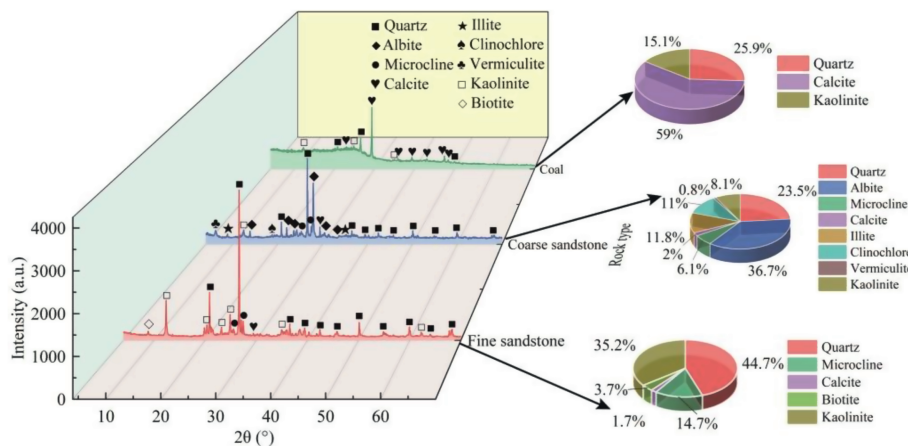 Quartz
Albite
Microcline
Calcite
Illite
Clinochlore
Vermiculite
Kaolinite
Biotite
15.1%
25.9%
59%
Quartz
Calcite
Kaolinite
Coal
0.8%
8.1%
11%
23.5%
11.8%
2%
6.1%
36.7%
Quartz
Albite
Microcline
Calcite
Illite
Clinochlore
Vermiculite
Kaolinite
Rock type
Coarse sandstone
35.2%
44.7%
3.7%
1.7%
14.7%
Quartz
Microcline
Calcite
Biotite
Kaolinite
Fine sandstone
Intensity (a.u.)
4000
3000
2000
1000
0
10 20 30 40 50 60
2θ (°)